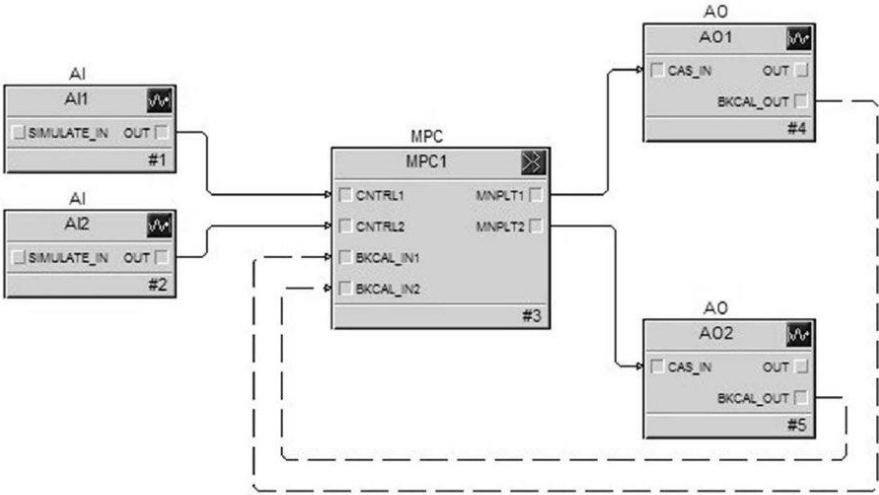 AI
AI1
SIMULATE_IN OUT
#1
AI
AI2
SIMULATE_IN OUT
#2
MPC
MPC1
CNTRL1 MNPLT1
CNTRL2 MNPLT2
BKCAL_IN1
BKCAL_IN2
#3
AO
AO1
CAS_IN OUT
BKCAL_OUT
#4
AO
AO2
CAS_IN OUT
BKCAL_OUT
#5